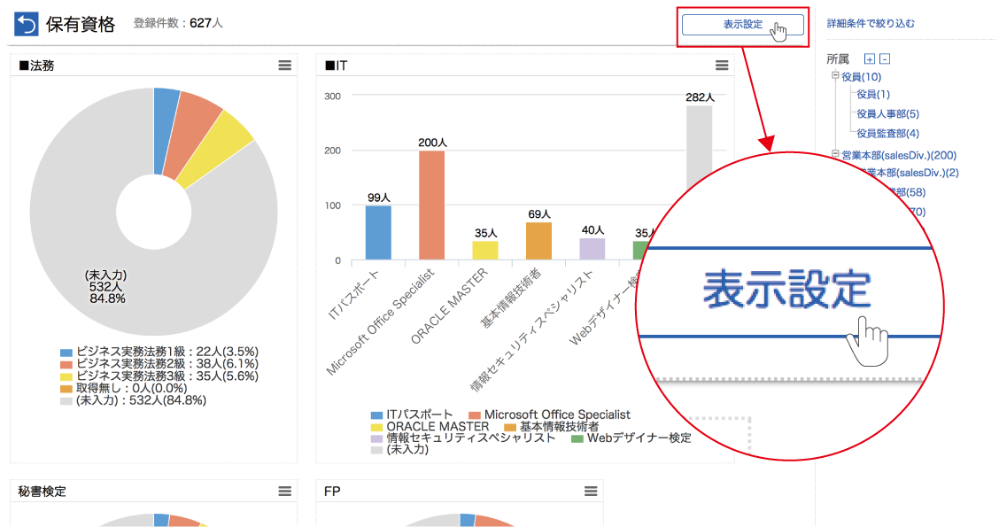 保有資格
登録件数：627人
表示設定
詳細条件で絞り込む
■法務
(未入力)
532人
84.8%
ビジネス実務法務1級：22人(3.5%)
ビジネス実務法務2級：38人(6.1%)
ビジネス実務法務3級：35人(5.6%)
取得無し：0人(0.0%)
(未入力)：532人(84.8%)
■IT
300
200
100
0
99人
200人
35人
69人
40人
35人
282人
ITパスポート
Microsoft Office Specialist
ORACLE MASTER
基本情報技術者
情報セキュリティスペシャリスト
Webデザイナー検
ITパスポート
Microsoft Office Specialist
ORACLE MASTER
基本情報技術者
情報セキュリティスペシャリスト
Webデザイナー検定
(未入力)
所属
+
-
役員(10)
役員(1)
役員人事部(5)
役員監査部(4)
営業本部(salesDiv.)(200)
業本部(salesDiv.)(2)
部(58)
70)
表示設定
秘書検定
FP